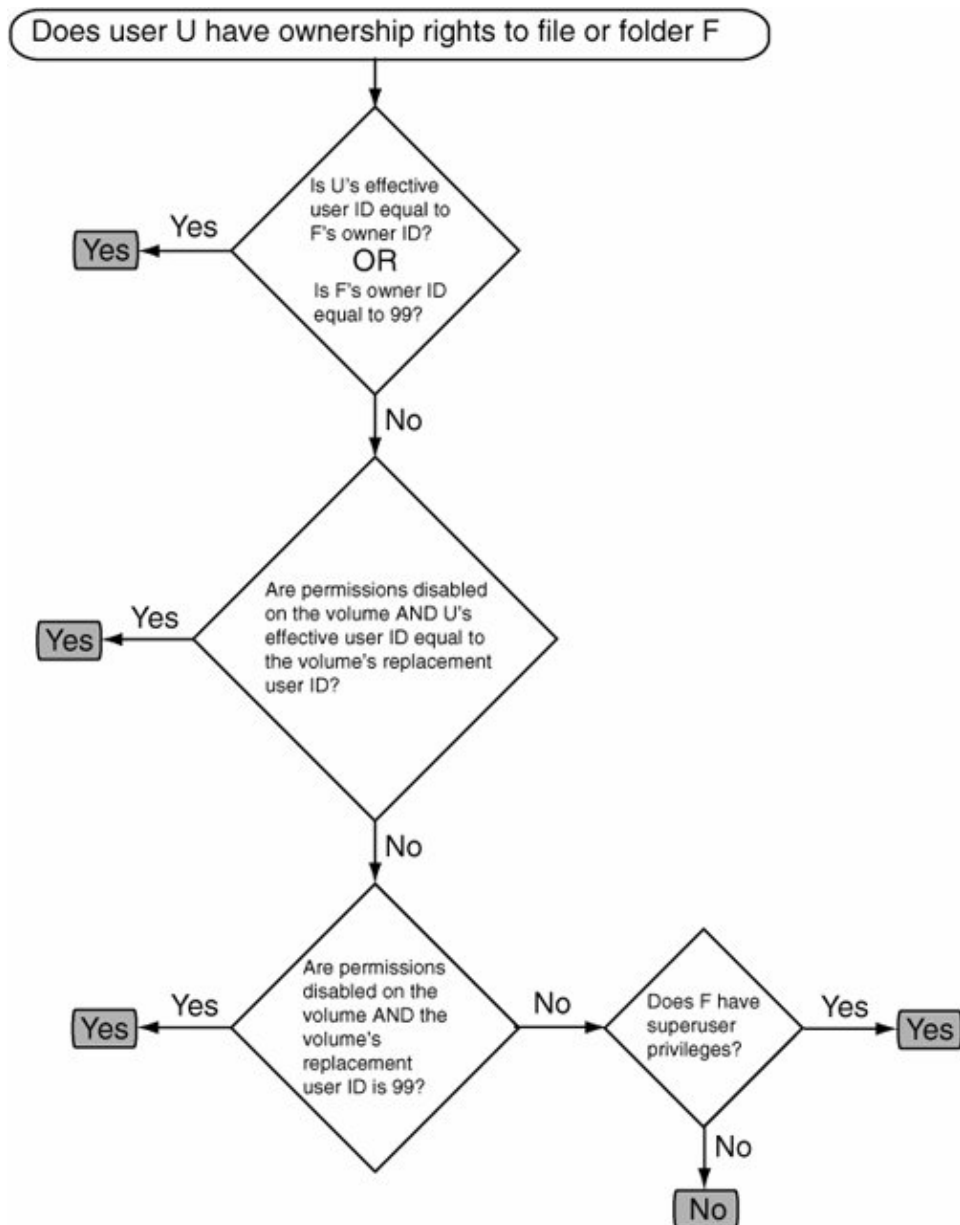 Does user U have ownership rights to file or folder F
Is U's effective
user ID equal to
F's owner ID?
OR
Is F's owner ID
equal to 99?
Yes
Yes
No
Are permissions disabled
on the volume AND U's
effective user ID equal to
the volume's replacement
user ID?
Yes
Yes
No
Are permissions
disabled on the
volume AND the
volume's
replacement
user ID is 99?
Yes
Yes
No
Does F have
superuser
privileges?
Yes
Yes
No
No